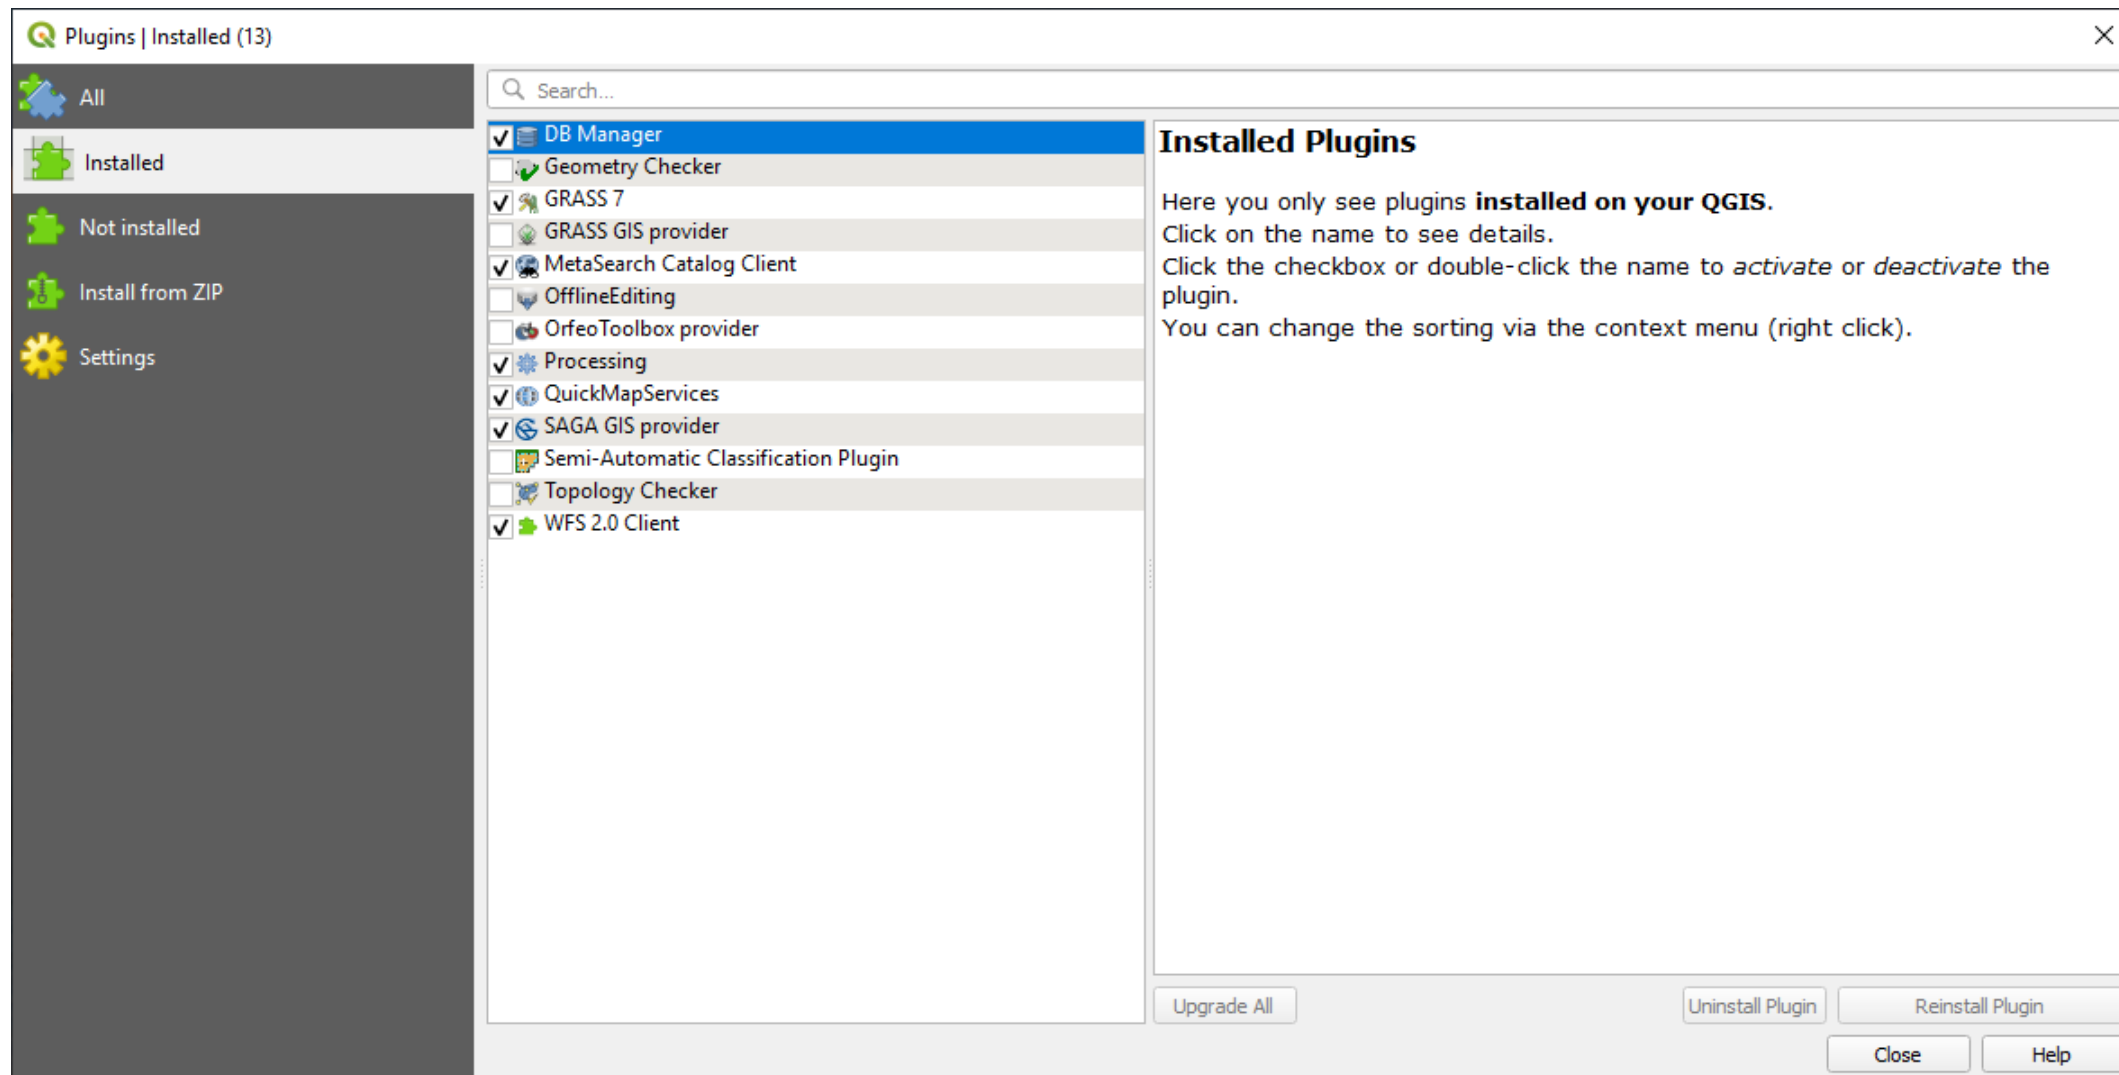 Plugins | Installed (13)
All
Installed
Not installed
Install from ZIP
Settings
Search...
DB Manager
Geometry Checker
GRASS 7
GRASS GIS provider
MetaSearch Catalog Client
OfflineEditing
OrfeoToolbox provider
Processing
QuickMapServices
SAGA GIS provider
Semi-Automatic Classification Plugin
Topology Checker
WFS 2.0 Client
Installed Plugins
Here you only see plugins installed on your QGIS.
Click on the name to see details.
Click the checkbox or double-click the name to activate or deactivate the
plugin.
You can change the sorting via the context menu (right click).
Upgrade All
Uninstall Plugin
Reinstall Plugin
Close
Help